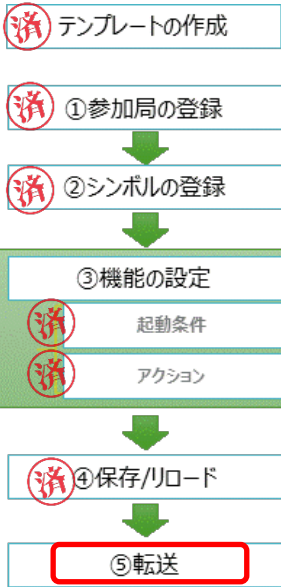 済 テンプレートの作成
済 ①参加局の登録
済 ②シンボルの登録
③機能の設定
済 起動条件
済 アクション
済 ④保存/リロード
⑤転送